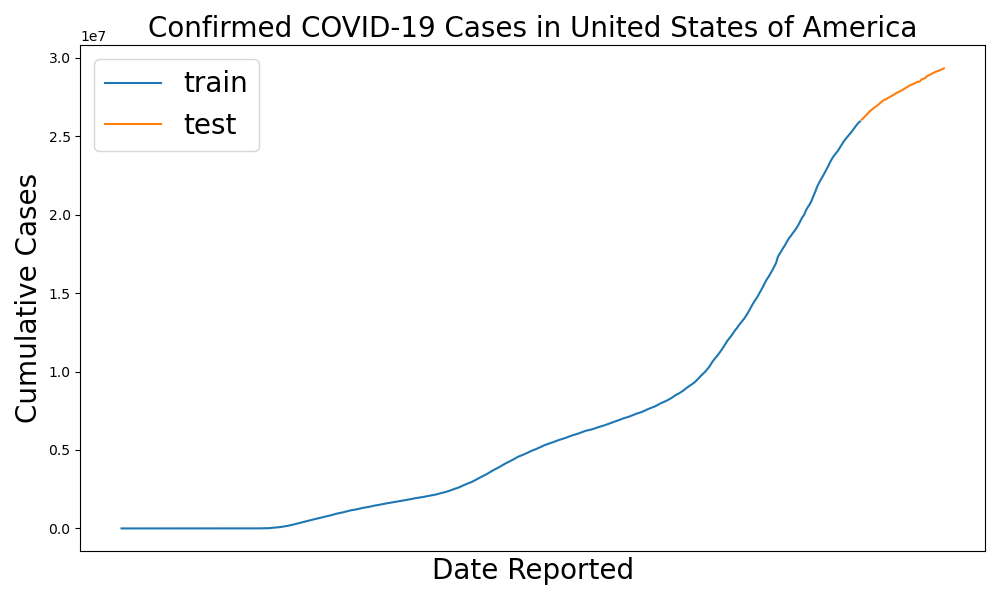 Confirmed COVID-19 Cases in United States of America
1e7
train
test
3.0
2.5
2.0
1.5
1.0
0.5
0.0
Cumulative Cases
Date Reported